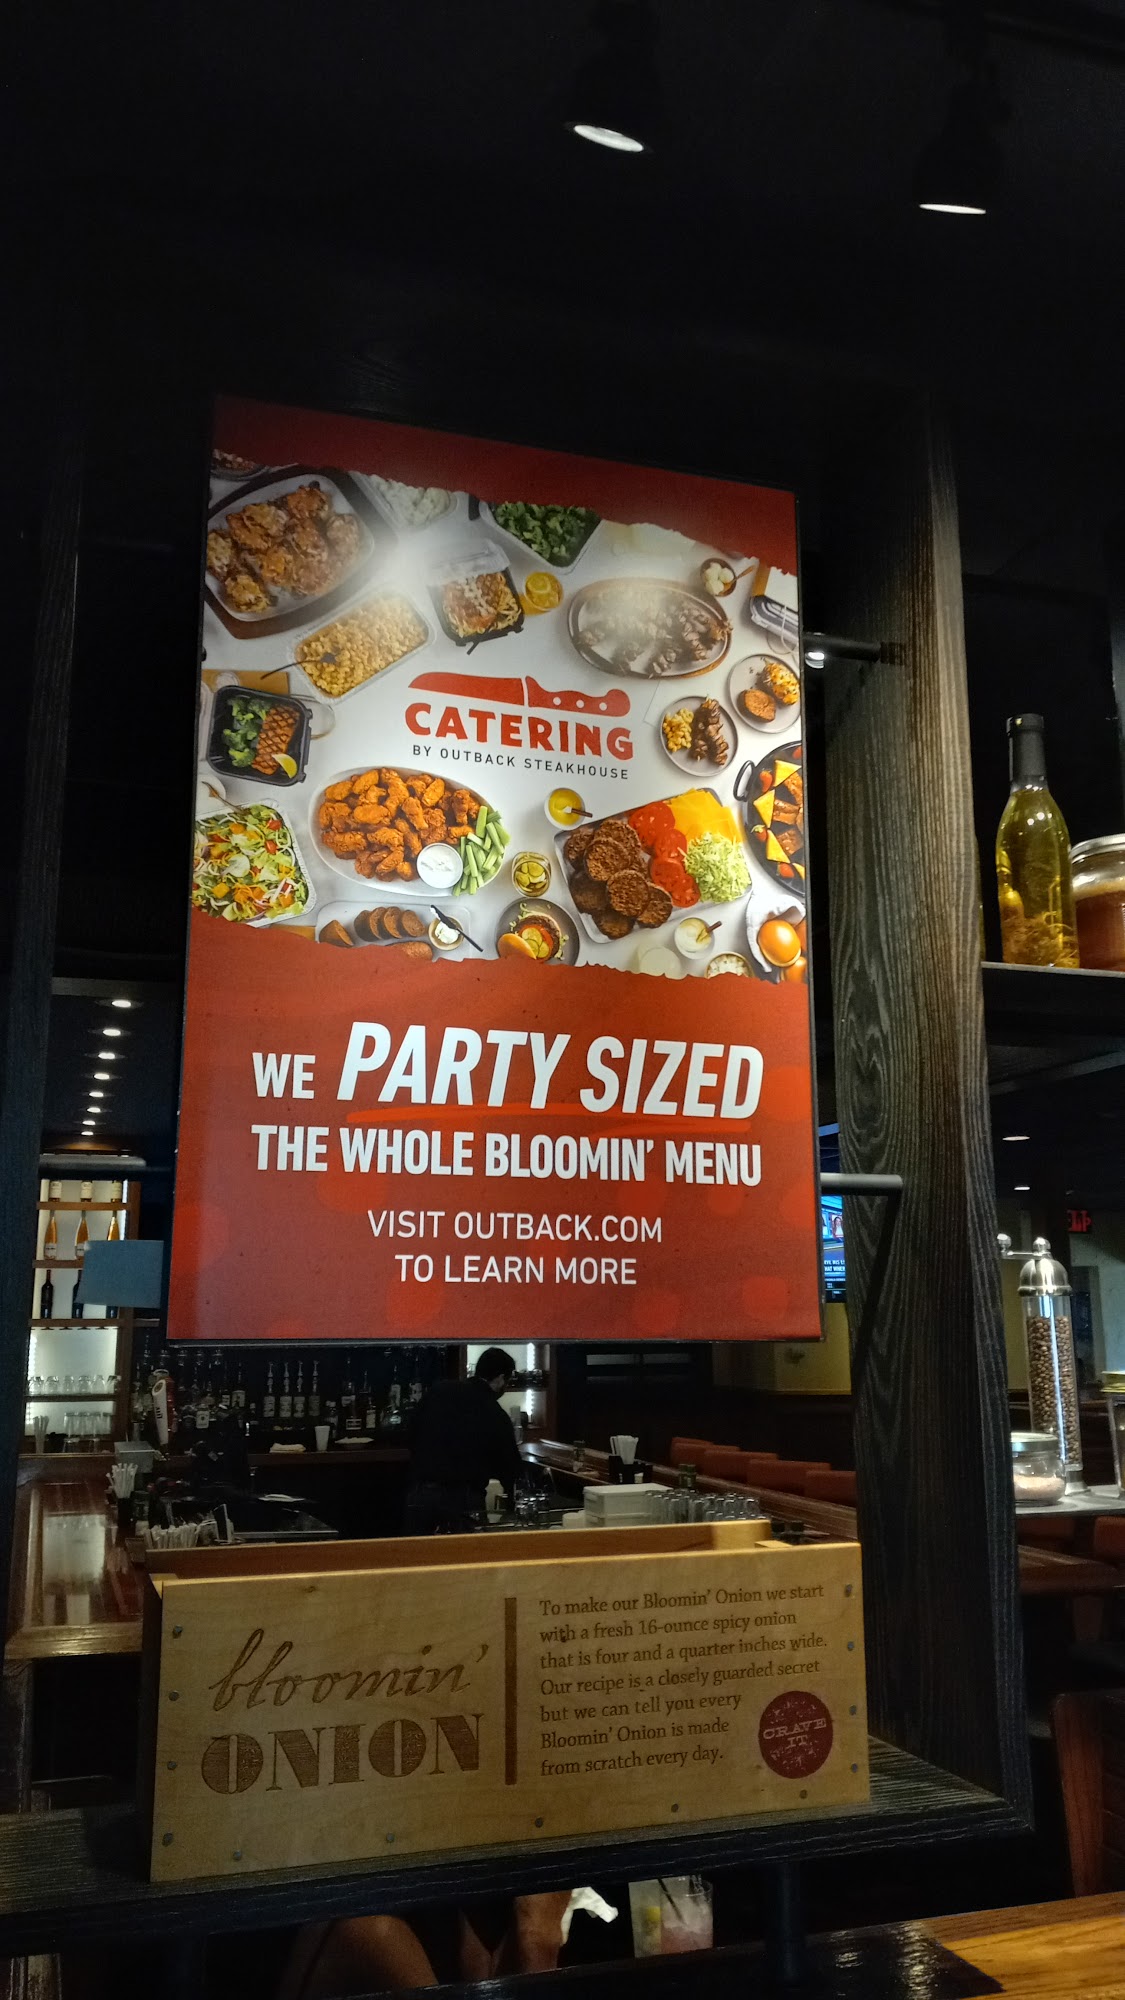 CATERING
BY OUTBACK STEAKHOUSE
WE PARTY SIZED
THE WHOLE BLOOMIN' MENU
VISIT OUTBACK.COM
TO LEARN MORE
bloomin'
ONION
To make our Bloomin' Onion we start
with a fresh 16-ounce spicy onion
that is four and a quarter inches wide.
Our recipe is a closely guarded secret
but we can tell you every
Bloomin' Onion is made
from scratch every day.
CRAVE
IT